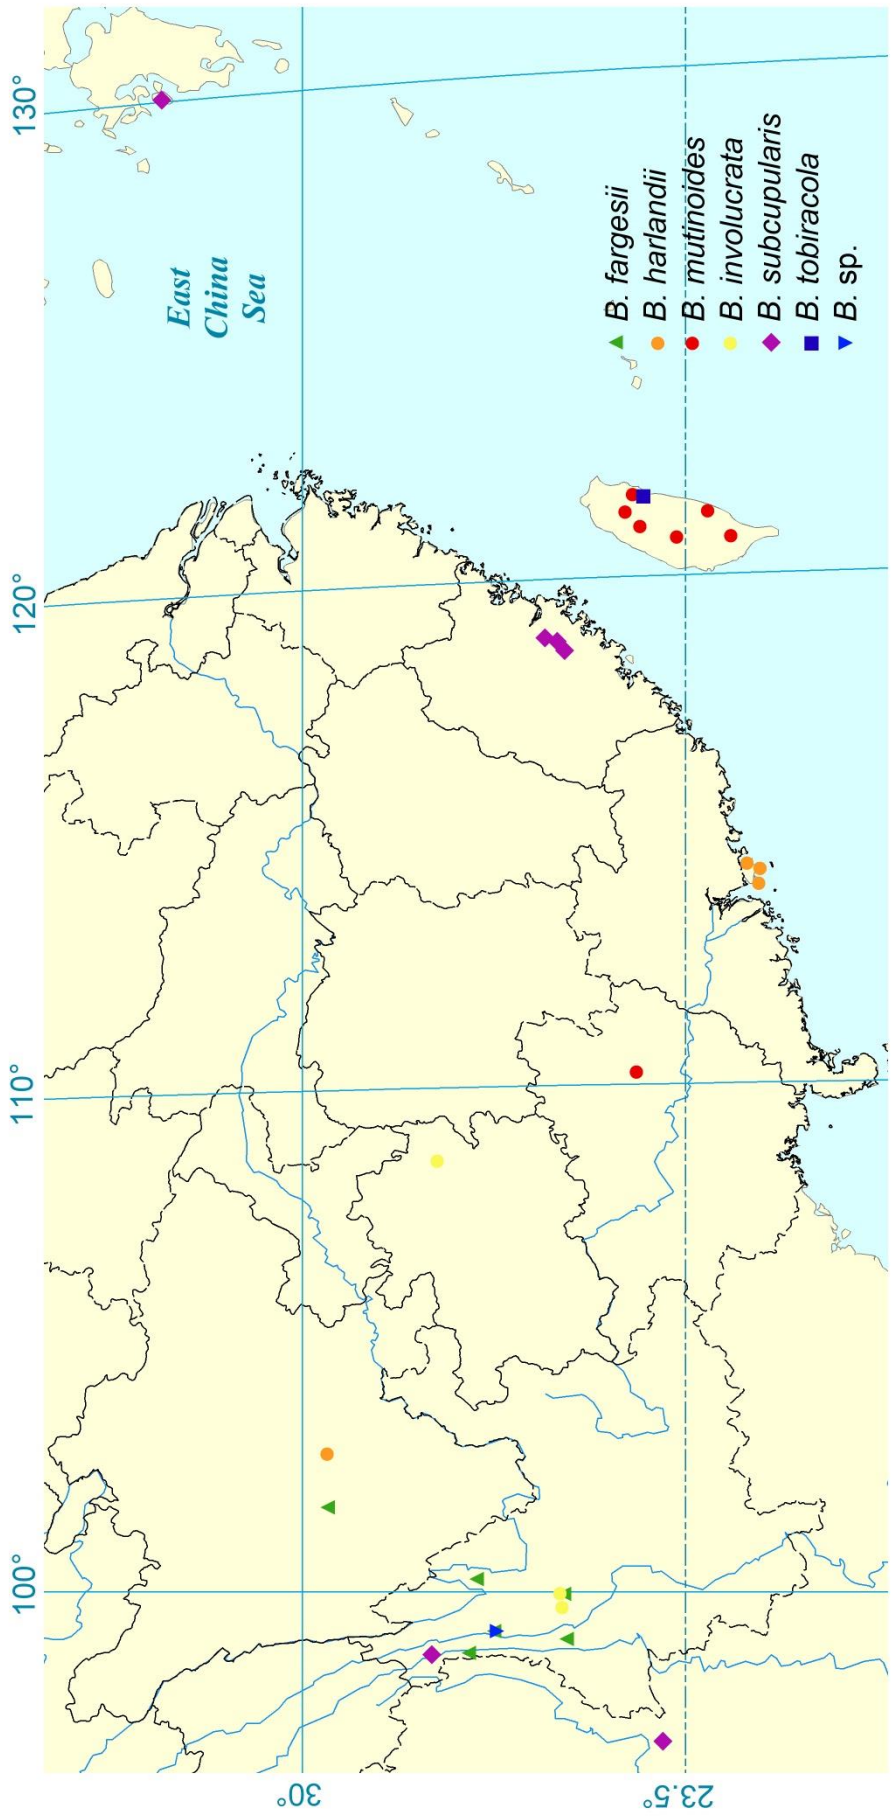 100°
110°
120°
130°
30°
23.5°
East
China
Sea
B. fargesii
B. harlandii
B. mutinoides
B. involucrata
B. subcupularis
B. tobiracola
B. sp.